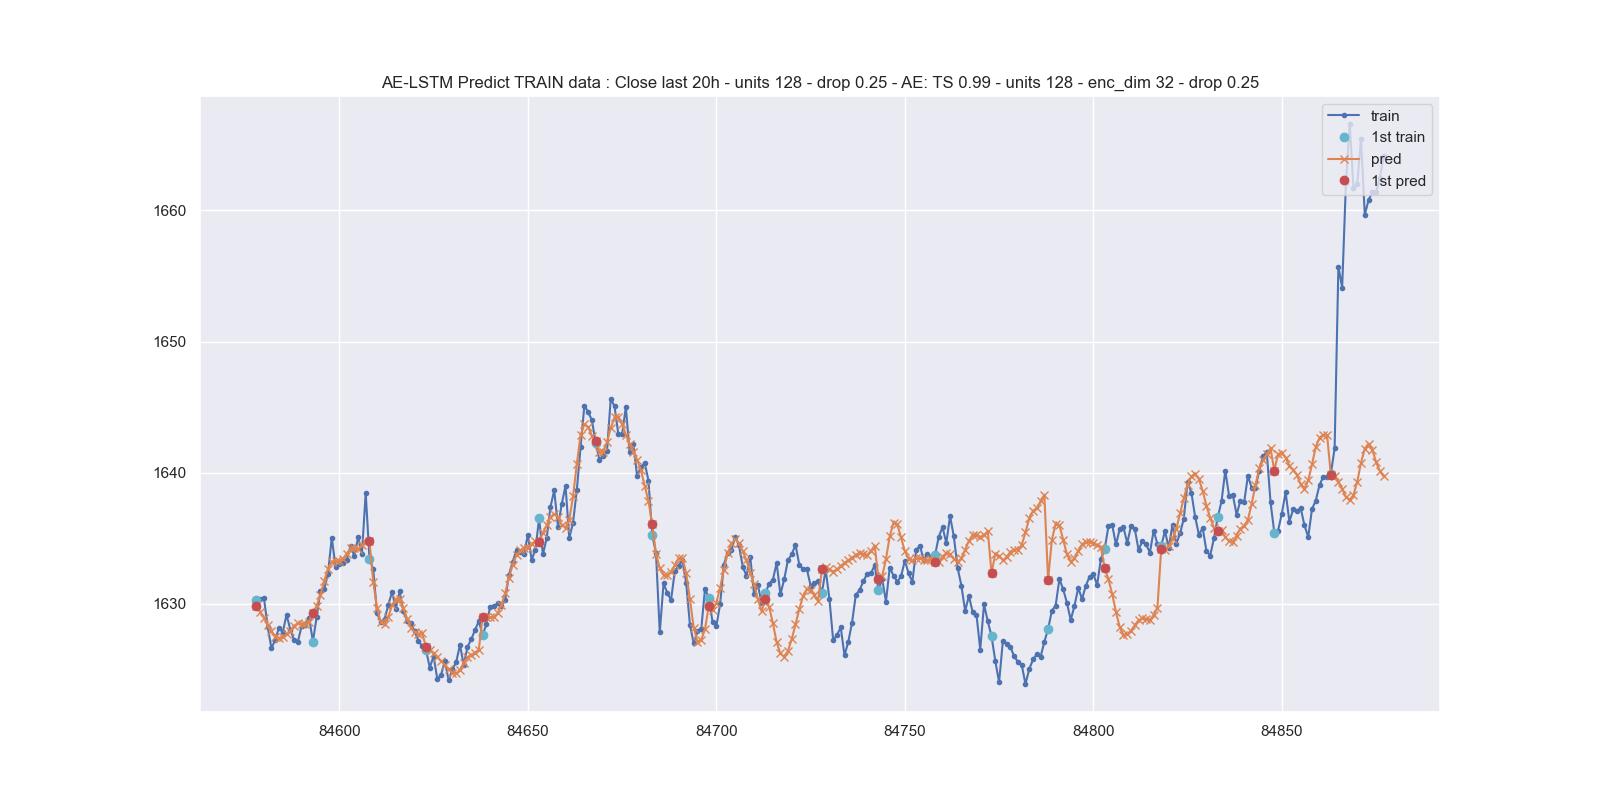 AE-LSTM Predict TRAIN data : Close last 20h - units 128 - drop 0.25 - AE: TS 0.99 - units 128 - enc_dim 32 - drop 0.25
train
1st train
pred
1st pred
1660
1650
1640
1630
84600
84650
84700
84750
84800
84850